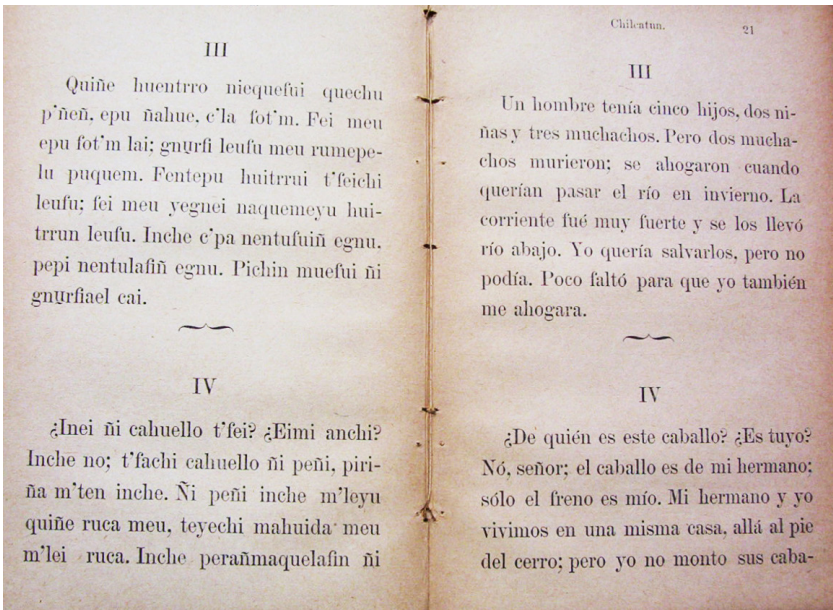 III
Quiñe huentrro niequefui quechu
p'ñeñ, epu ñahue, c'la fot'm. Fei meu
epu fot'm lai; gnu̱rfi leufu meu rumepe-
lu puquem. Fentepu huitrrui t'feichi
leufu; fei meu yegnei naquemeyu hui-
trrun leufu. Inche c'pa nentufuiñ egnu,
pepi nentulafiñ egnu. Pichin muefui ñi
gnu̱rfiael cai.
IV
¿Inei ñi cahuello t'fei? ¿Eimi anchi?
Inche no; t'fachi cahuello ñi peñi, piri-
ña m'ten inche. Ñi peñi inche m'leyu
quiñe ruca meu, teyechi mahuida meu
m'lei ruca. Inche perañmaquelafin ñi
Chilcatun.
21
III
Un hombre tenía cinco hijos, dos ni-
ñas y tres muchachos. Pero dos mucha-
chos murieron; se ahogaron cuando
querían pasar el río en invierno. La
corriente fué muy fuerte y se los llevó
río abajo. Yo quería salvarlos, pero no
podía. Poco faltó para que yo también
me ahogara.
IV
¿De quién es este caballo? ¿Es tuyo?
Nó, señor; el caballo es de mi hermano;
sólo el freno es mío. Mi hermano y yo
vivimos en una misma casa, allá al pie
del cerro; pero yo no monto sus caba-